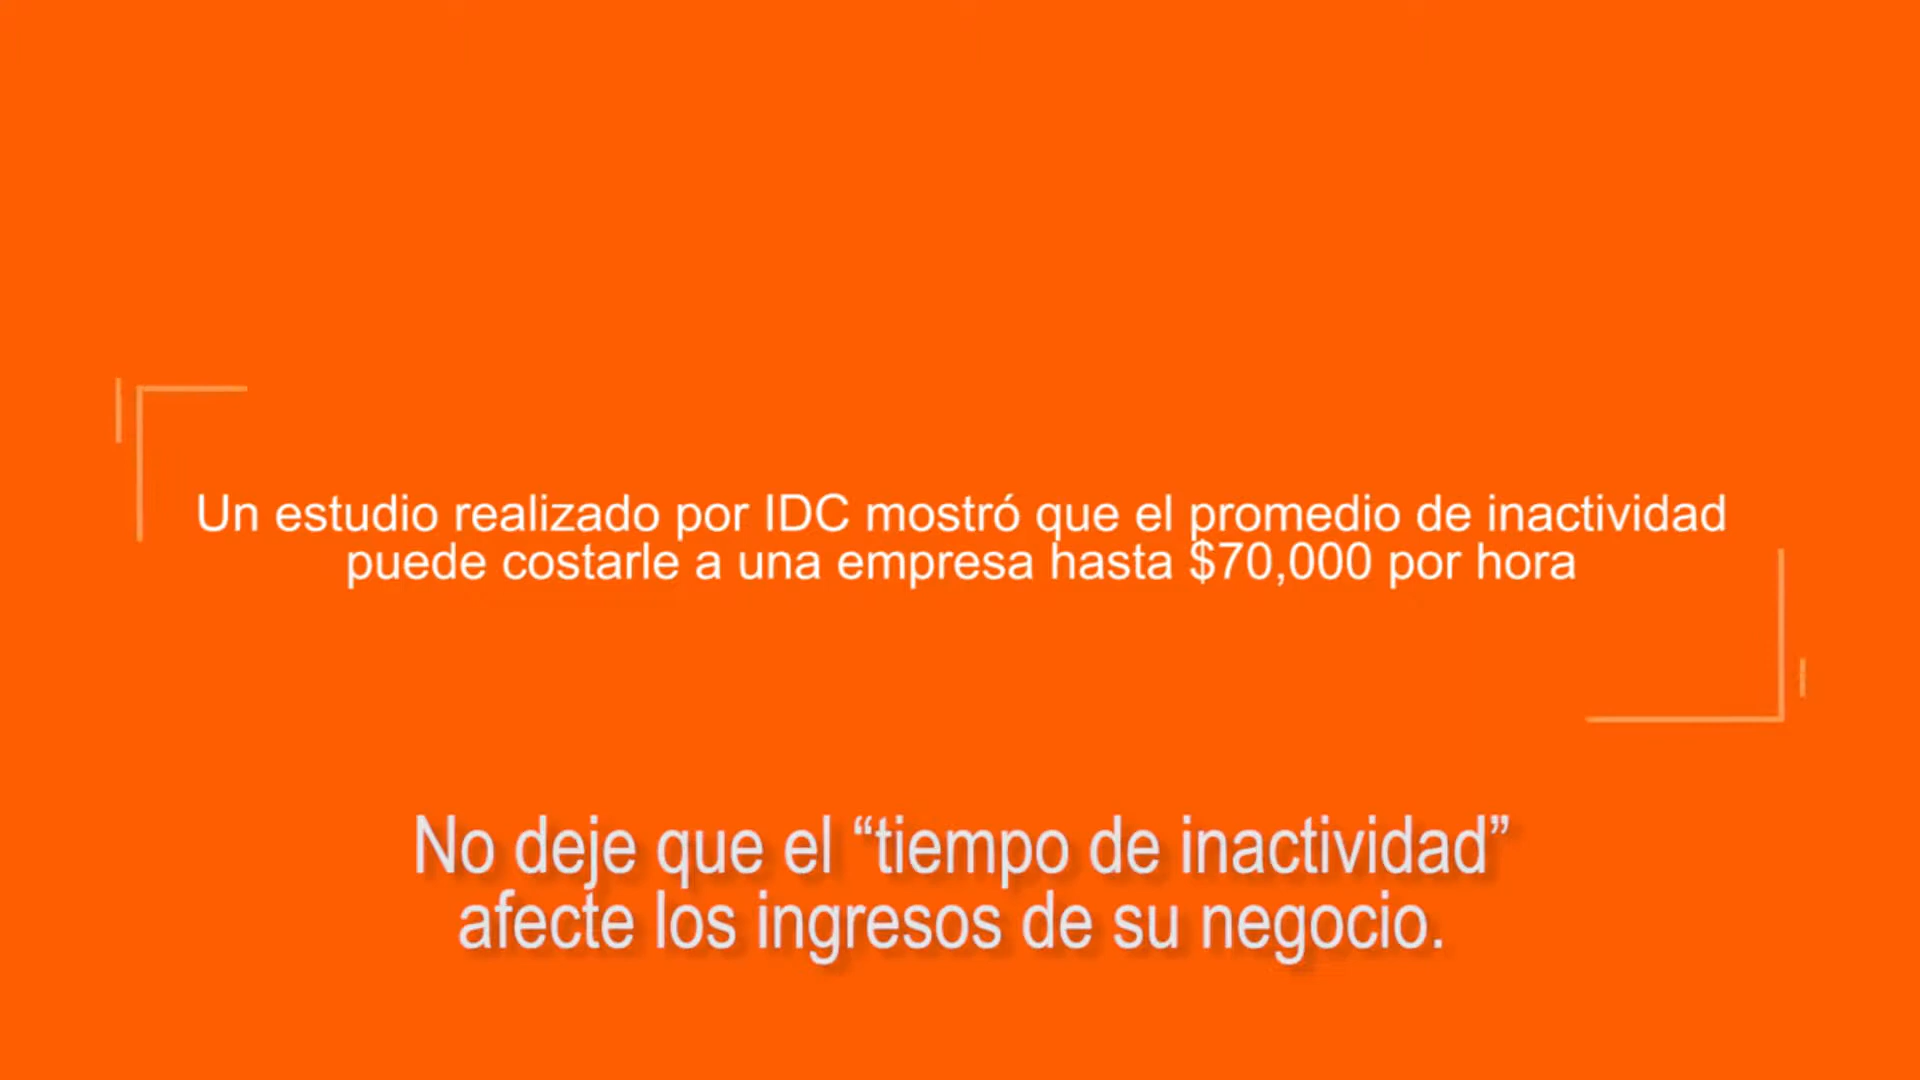 Un estudio realizado por IDC mostró que el promedio de inactividad
puede costarle a una empresa hasta $70,000 por hora
No deje que el “tiempo de inactividad”
afecte los ingresos de su negocio.